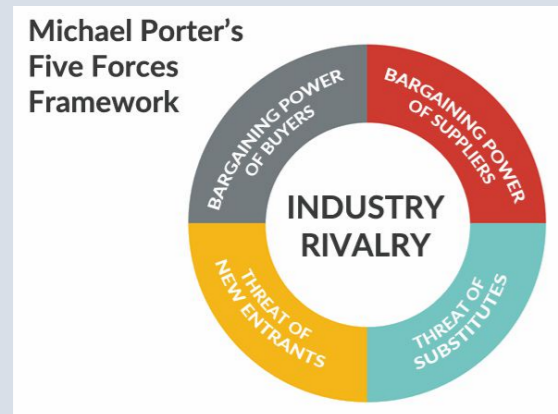 Michael Porter’s
Five Forces
Framework
BARGAINING POWER
OF BUYERS
BARGAINING POWER
OF SUPPLIERS
INDUSTRY
RIVALRY
THREAT OF
NEW ENTRANTS
THREAT OF
SUBSTITUTES